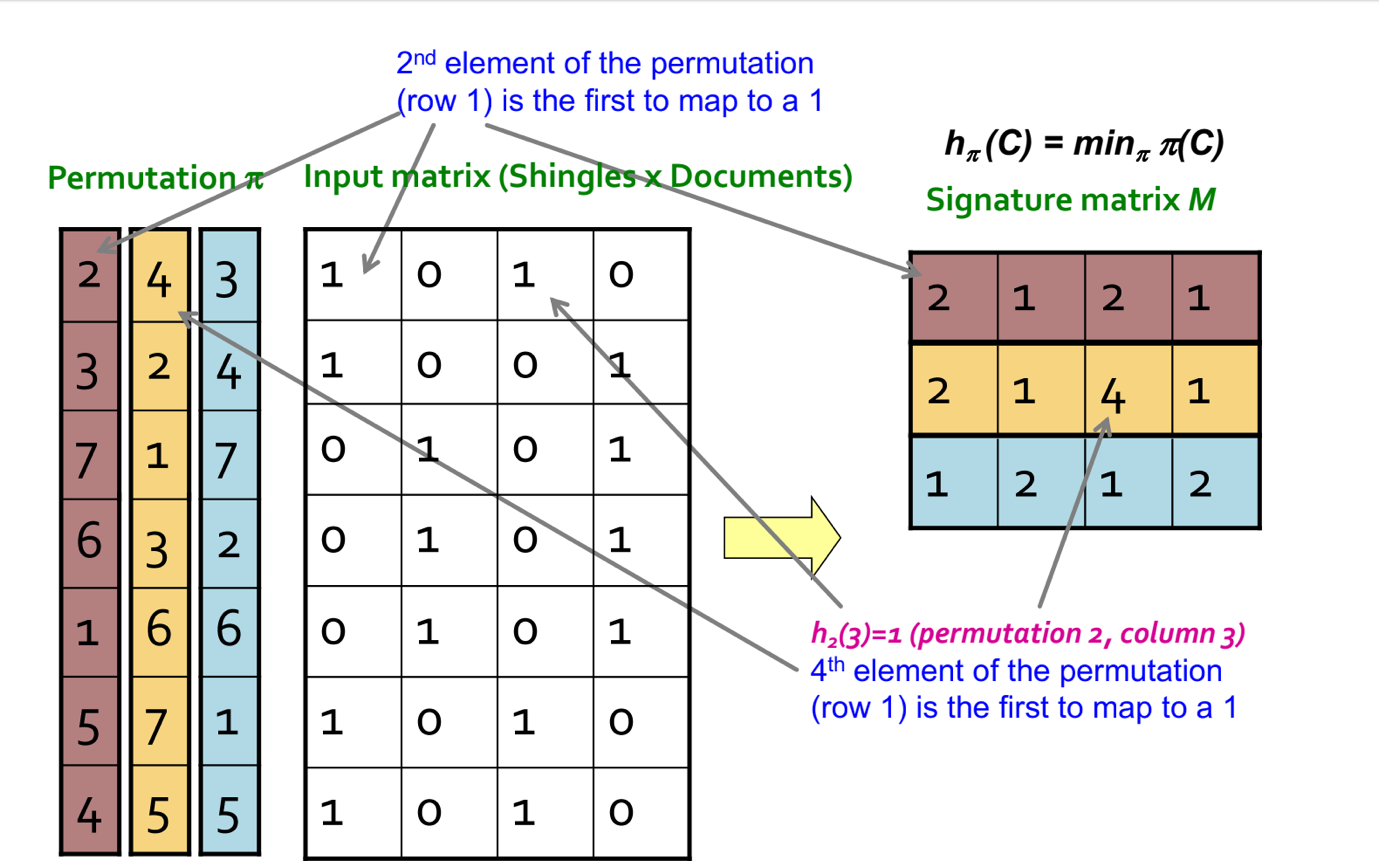 2nd element of the permutation
(row 1) is the first to map to a 1
hπ(C) = minπ π(C)
Permutation π
Input matrix (Shingles x Documents)
Signature matrix M
2 4 3 1 0 1 0
3 2 4 1 0 0 1
7 1 7 0 1 0 1
6 3 2 0 1 0 1
1 6 6 0 1 0 1
5 7 1 1 0 1 0
4 5 5 1 0 1 0
2 1 2 1
2 1 4 1
1 2 1 2
h2(3)=1 (permutation 2, column 3)
4th element of the permutation
(row 1) is the first to map to a 1